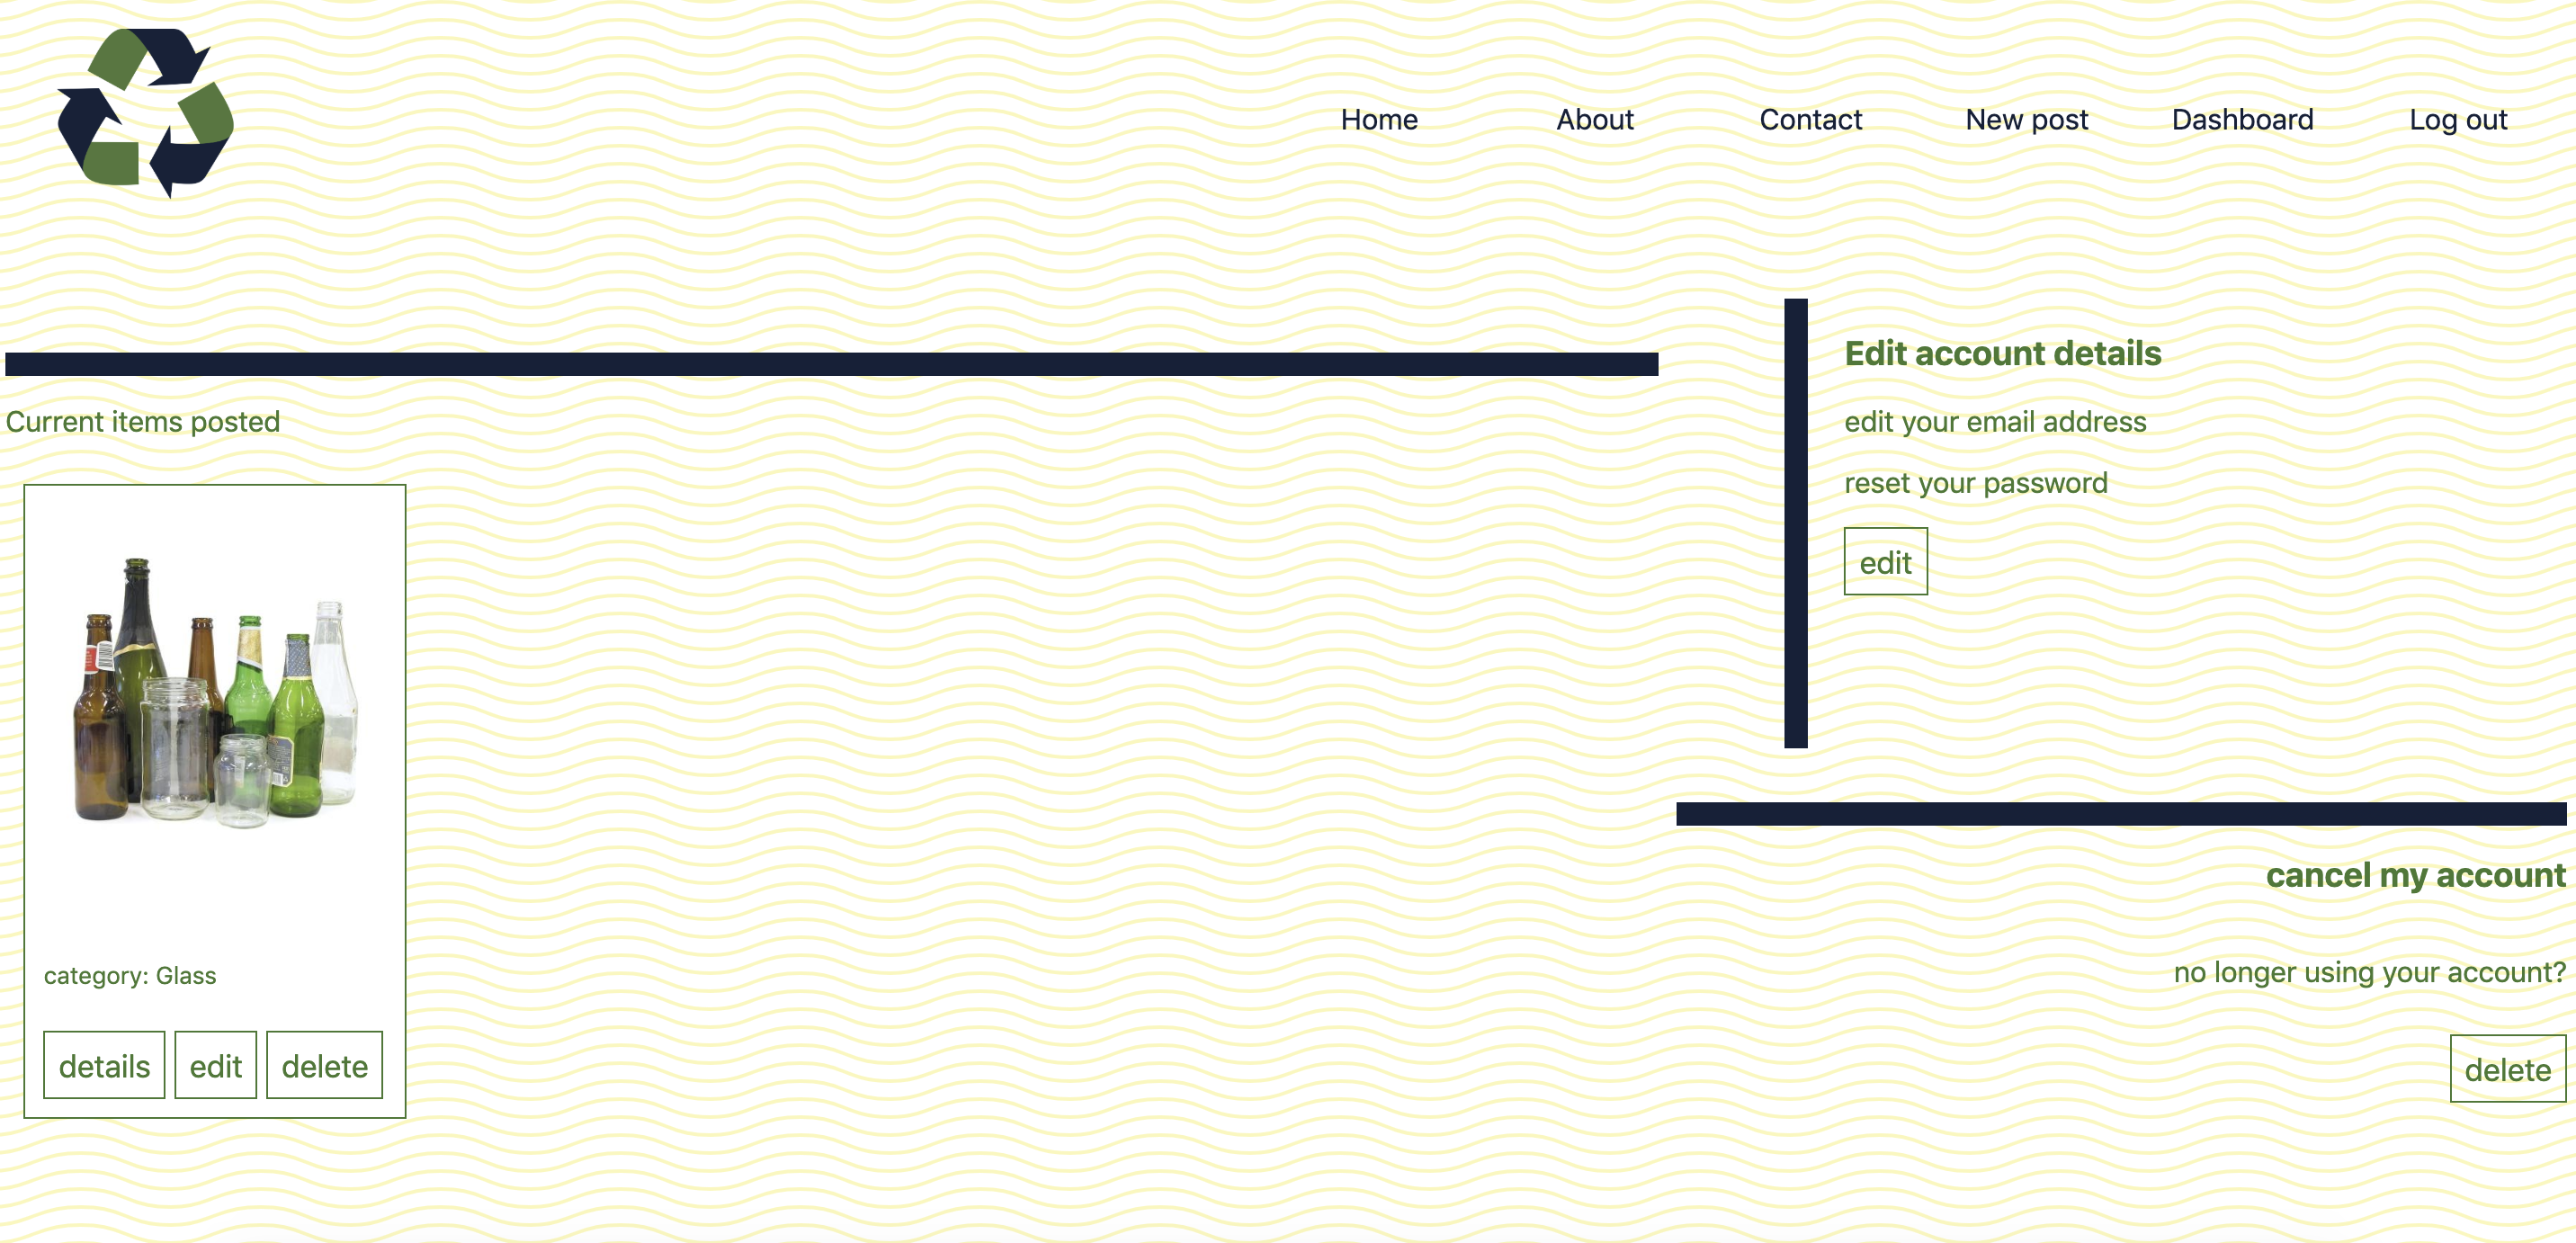 Home About Contact New post Dashboard Log out
Current items posted
category: Glass
details edit delete
Edit account details
edit your email address
reset your password
edit
cancel my account
no longer using your account?
delete